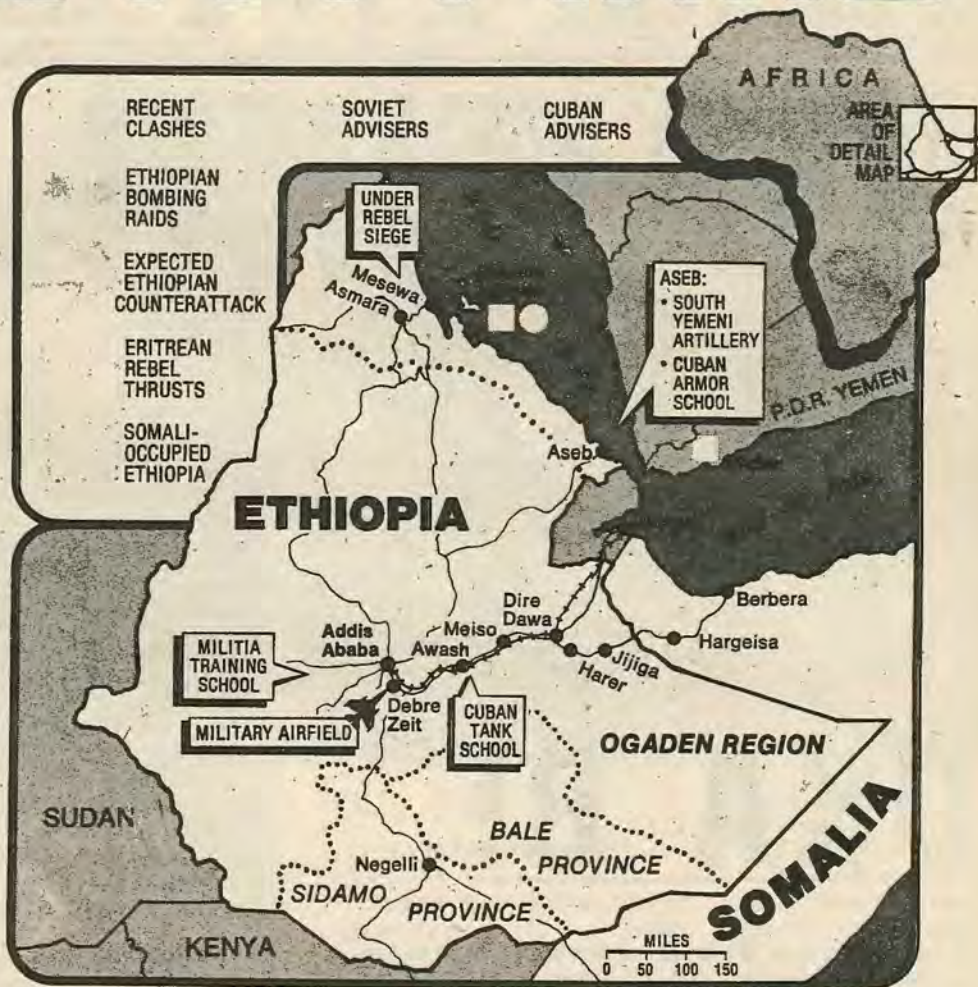 AFRICA
AREA
OF
DETAIL
MAP
RECENT
CLASHES
SOVIET
ADVISERS
CUBAN
ADVISERS
ETHIOPIAN
BOMBING
RAIDS
EXPECTED
ETHIOPIAN
COUNTERATTACK
ERITREAN
REBEL
THRUSTS
SOMALI-
OCCUPIED
ETHIOPIA
UNDER
REBEL
SIEGE
Mesewa
Asmara
ASEB:
• SOUTH
YEMENI
ARTILLERY
• CUBAN
ARMOR
SCHOOL
P.D.R. YEMEN
Aseb
ETHIOPIA
Berbera
Dire
Dawa
Hargeisa
Meiso
Addis
Ababa
Awash
Jijiga
Harer
MILITIA
TRAINING
SCHOOL
Debre
Zeit
MILITARY AIRFIELD
CUBAN
TANK
SCHOOL
OGADEN REGION
SUDAN
BALE
PROVINCE
Negelli
SIDAMO
PROVINCE
SOMALIA
KENYA
MILES
0 50 100 150